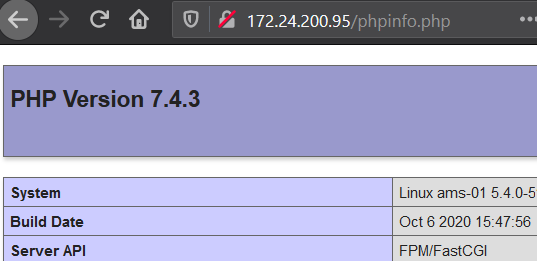 172.24.200.95/phpinfo.php
PHP Version 7.4.3
System Linux ams-01 5.4.0-5
Build Date Oct 6 2020 15:47:56
Server API FPM/FastCGI